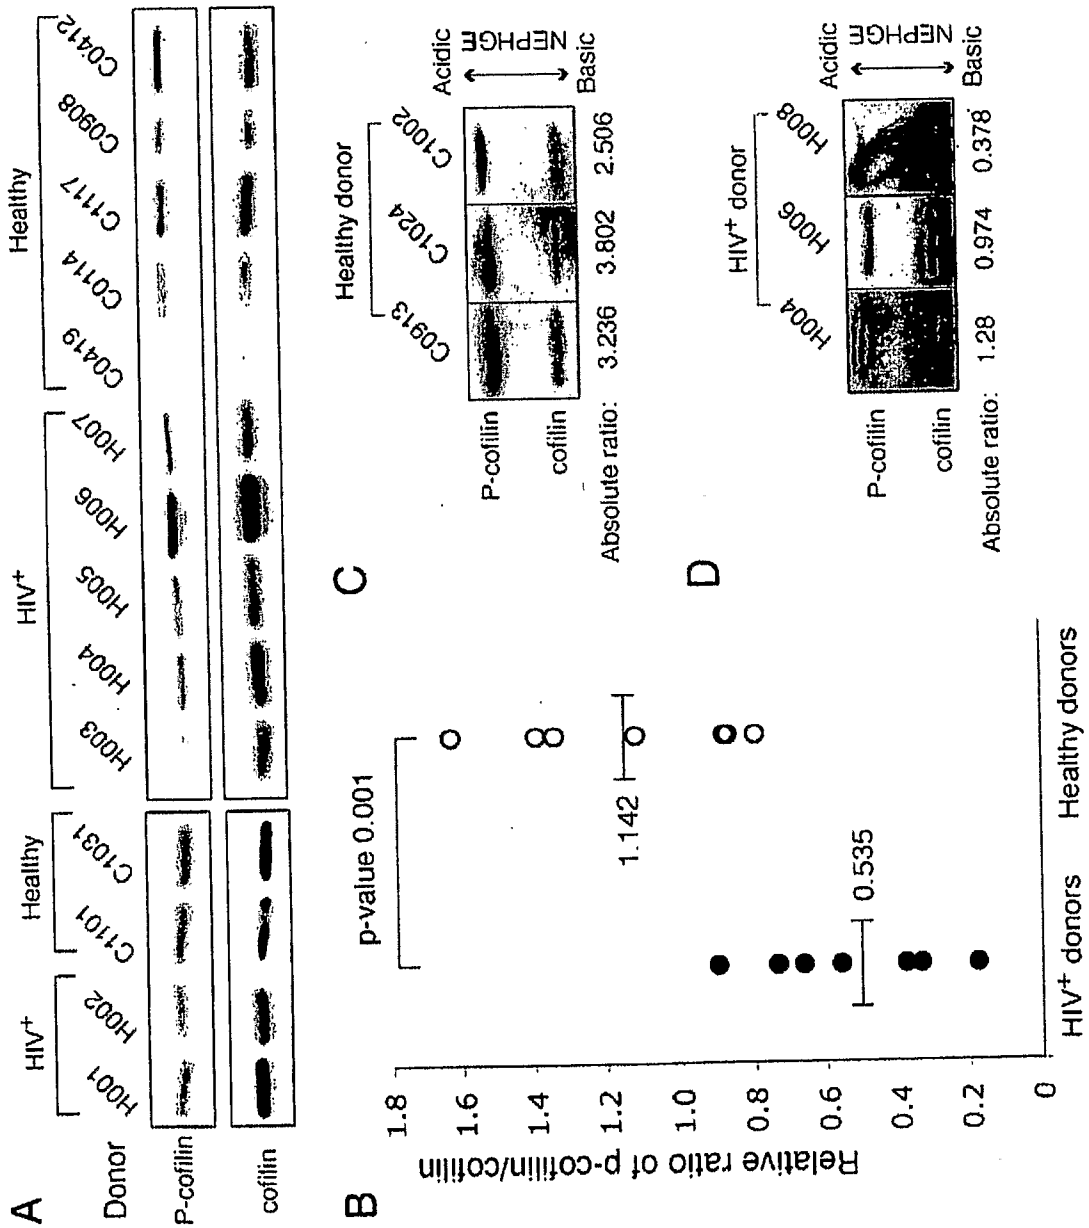 A
HIV+ Healthy HIV+ Healthy
Donor H001 H002 C1101 C1031 H003 H004 H005 H006 H007 C0419 C0114 C1117 C0908 C0412
P-cofilin
cofilin
B
p-value 0.001
Relative ratio of p-cofilin/cofilin
1.8
1.6
1.4
1.2
1.0
0.8
0.6
0.4
0.2
0
1.142
0.535
HIV+ donors Healthy donors
C
Healthy donor
C0913 C1024 C1002
Acidic
P-cofilin
NEPHGE
cofilin
Basic
Absolute ratio: 3.236 3.802 2.506
D
HIV+ donor
H004 H006 H008
Acidic
P-cofilin
NEPHGE
cofilin
Basic
Absolute ratio: 1.28 0.974 0.378